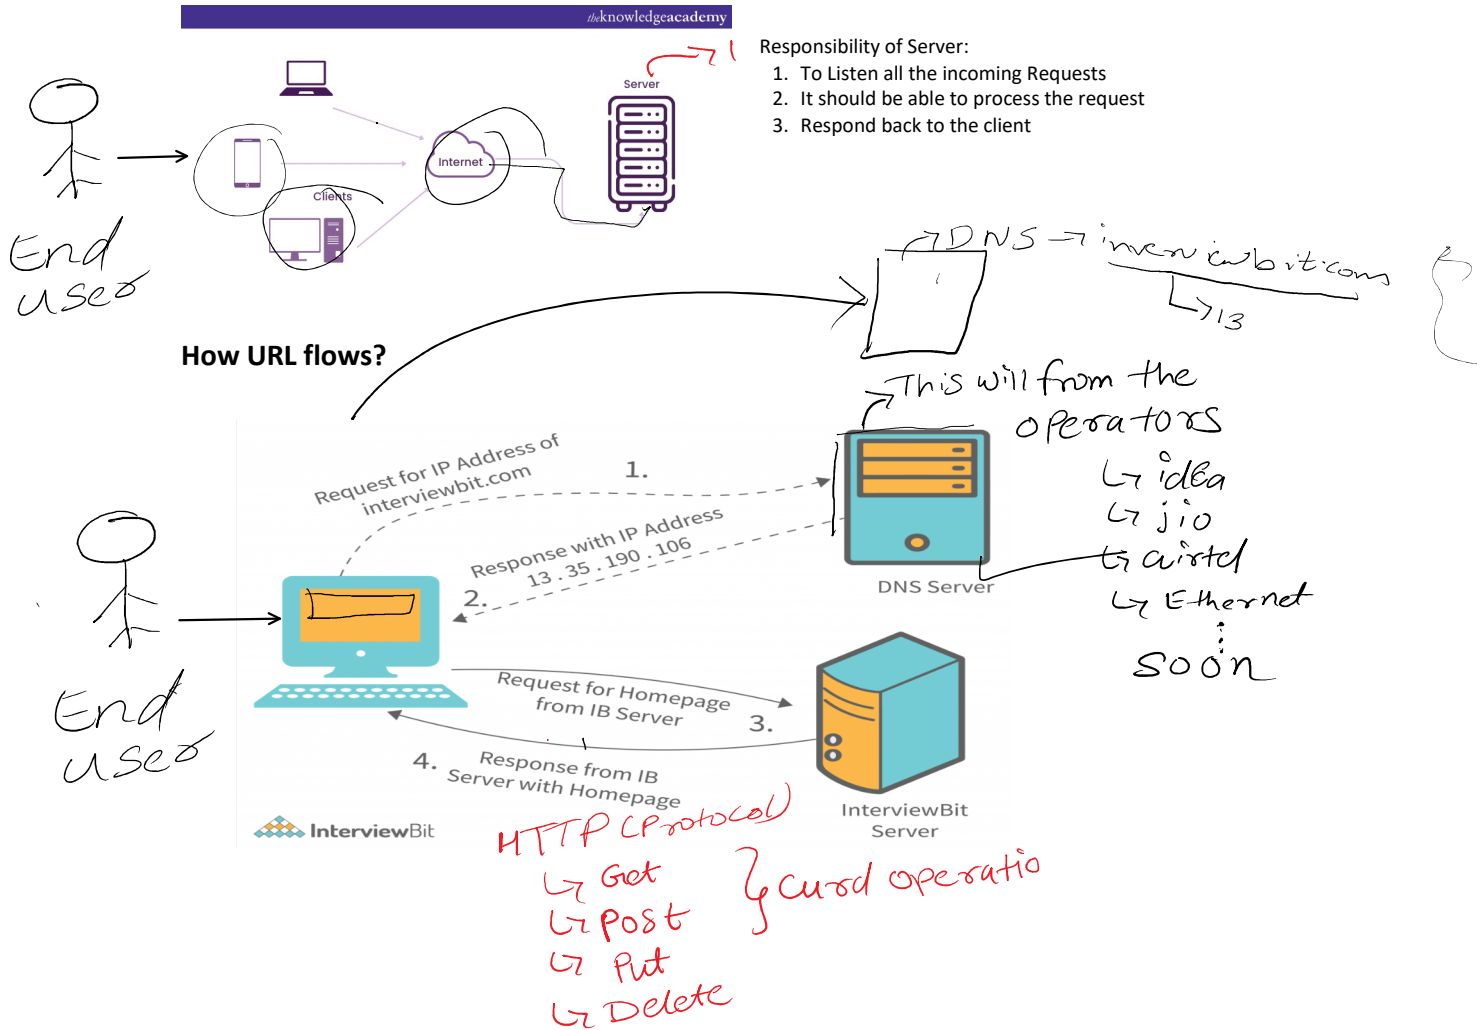 theknowledgeacademy
Responsibility of Server:
1. To Listen all the incoming Requests
2. It should be able to process the request
3. Respond back to the client
Server
1
Internet
Clients
End
user
DNS
13
How URL flows?
This will from the
operators
idea
jio
airtel
Ethernet
soon
Request for IP Address of
interviewbit.com
1.
Response with IP Address
13 . 35 . 190 . 106
2.
DNS Server
End
user
Request for Homepage
from IB Server
3.
4. Response from IB
Server with Homepage
InterviewBit
InterviewBit
Server
HTTP (Protocol)
Get
Post
Put
Delete
Curd operatio